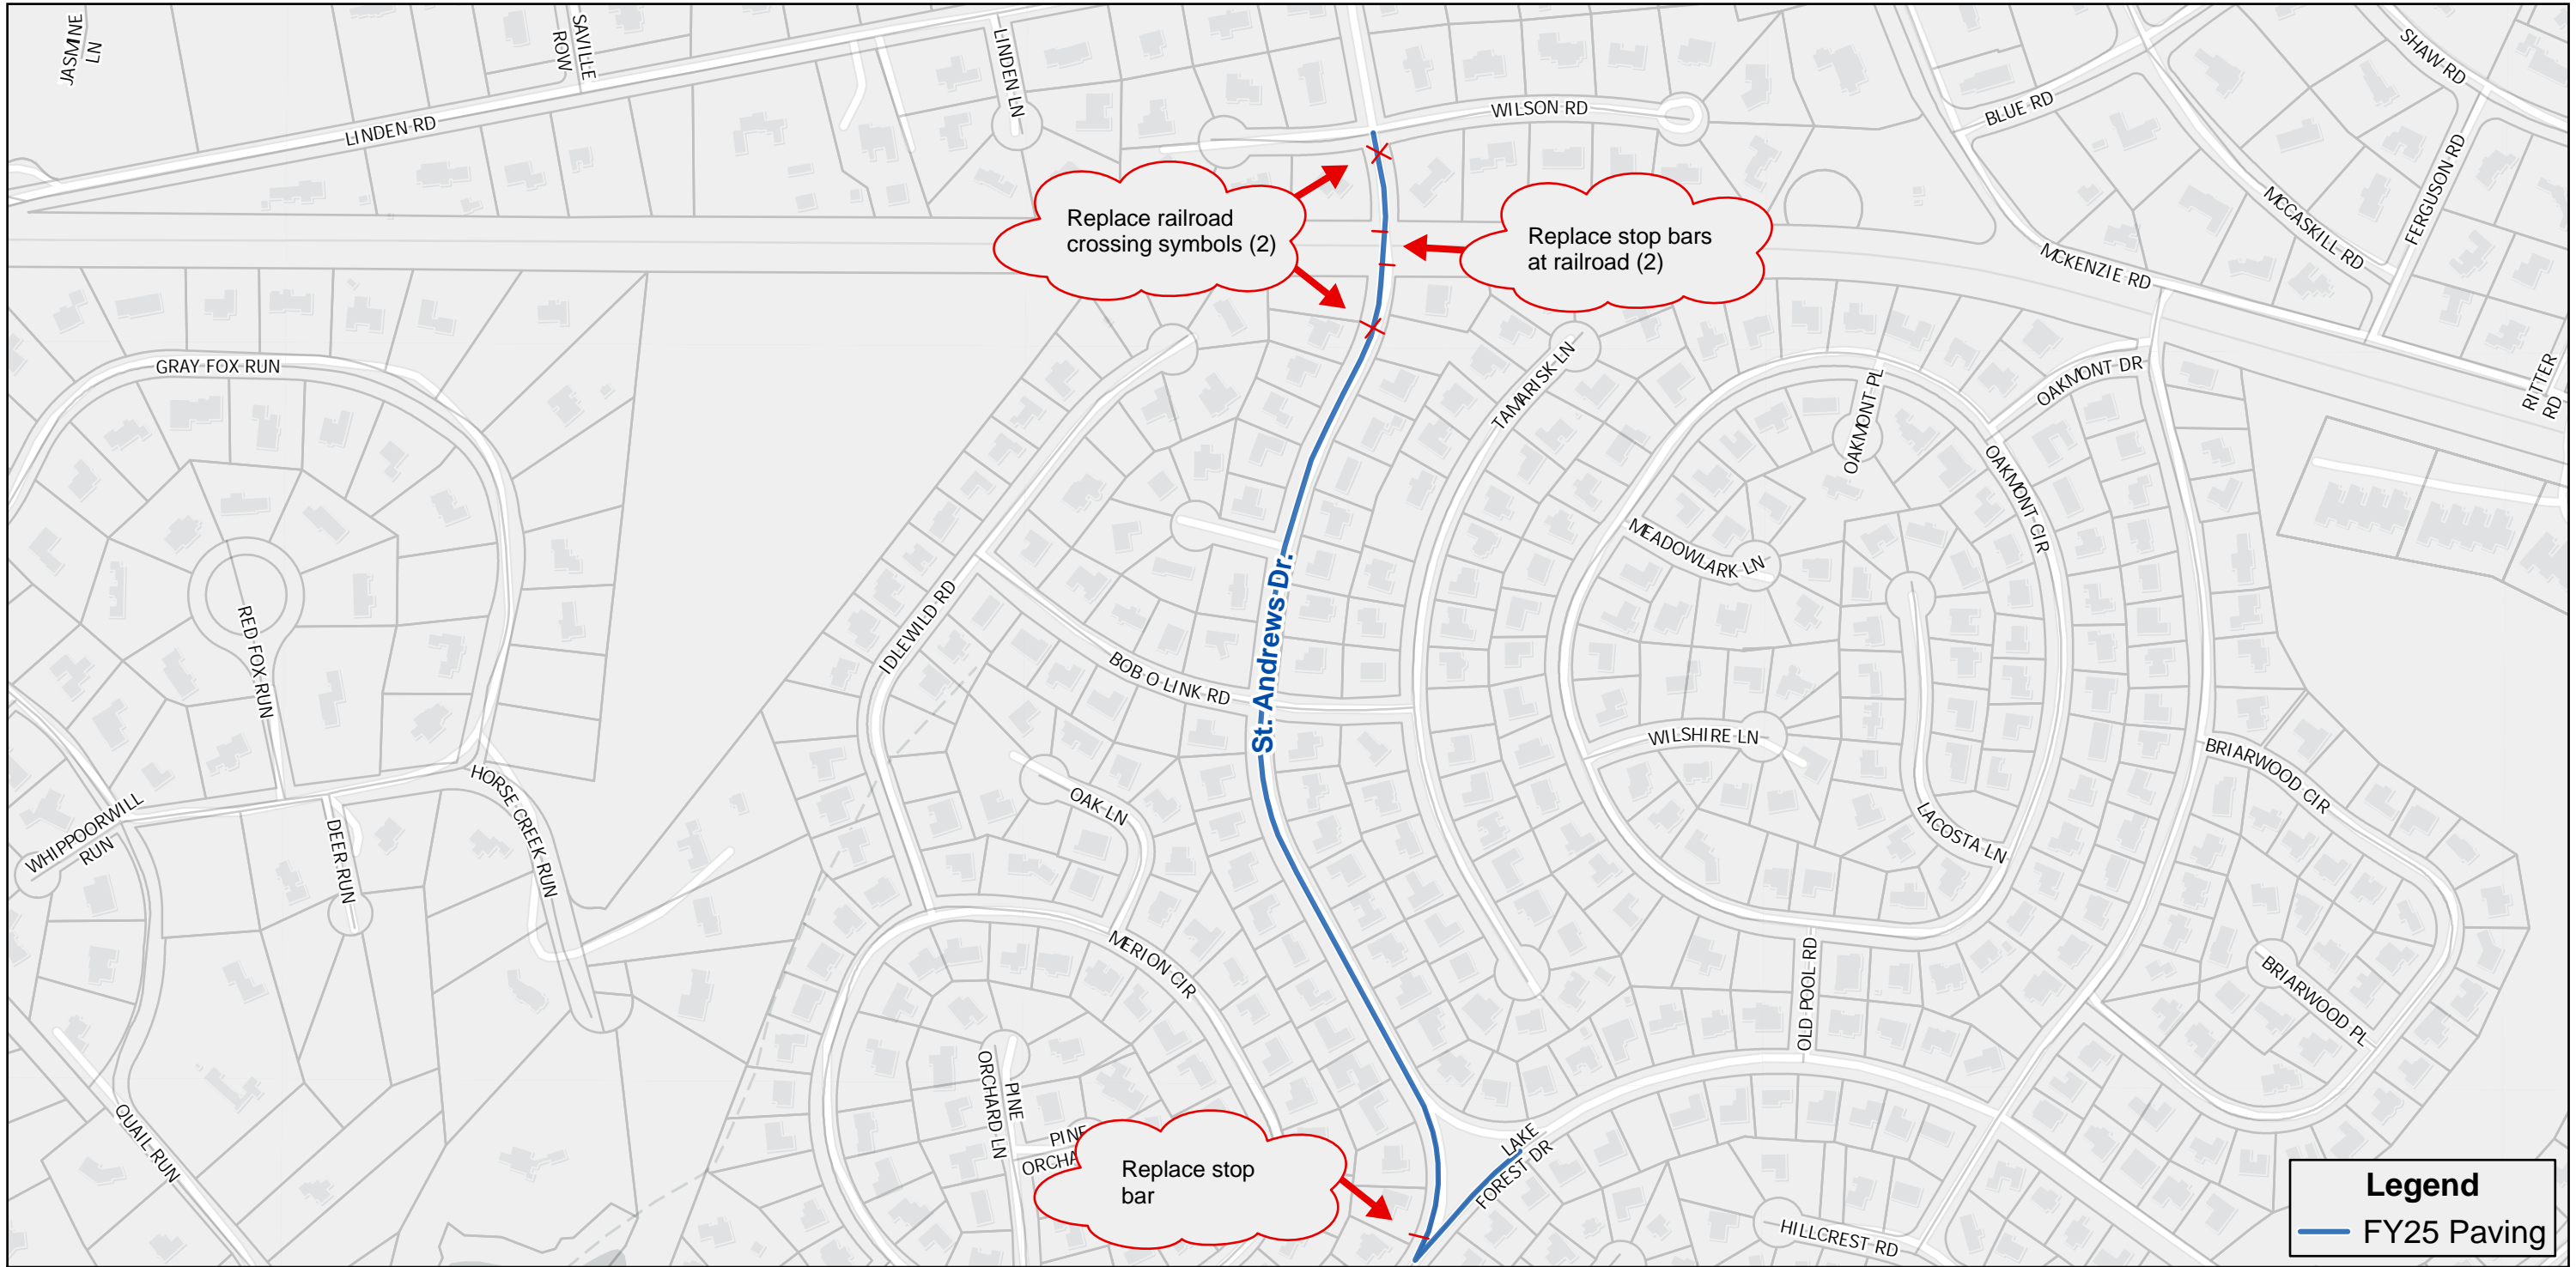 JASMINE
LN
SAVILLE
ROW
LINDEN LN
LINDEN RD
WILSON RD
BLUE RD
SHAW RD
FERGUSON RD
MCCASKILL RD
MCKENZIE RD
RITTER
RD
Replace railroad
crossing symbols (2)
Replace stop bars
at railroad (2)
GRAY FOX RUN
TAMARISK LN
OAKMONT PL
OAKMONT DR
OAKMONT CIR
MEADOWLARK LN
RED FOX RUN
IDLEWILD RD
BOB O LINK RD
St. Andrews Dr.
WILSHIRE LN
LACOSTA LN
BRIARWOOD CIR
BRIARWOOD PL
WHIPPOORWILL
RUN
DEER RUN
HORSE CREEK RUN
OAK LN
MERION CIR
OLD POOL RD
PINE
ORCHARD LN
PINE
ORCHA
QUAIL RUN
LAKE
FOREST DR
HILLCREST RD
Replace stop
bar
Legend
FY25 Paving